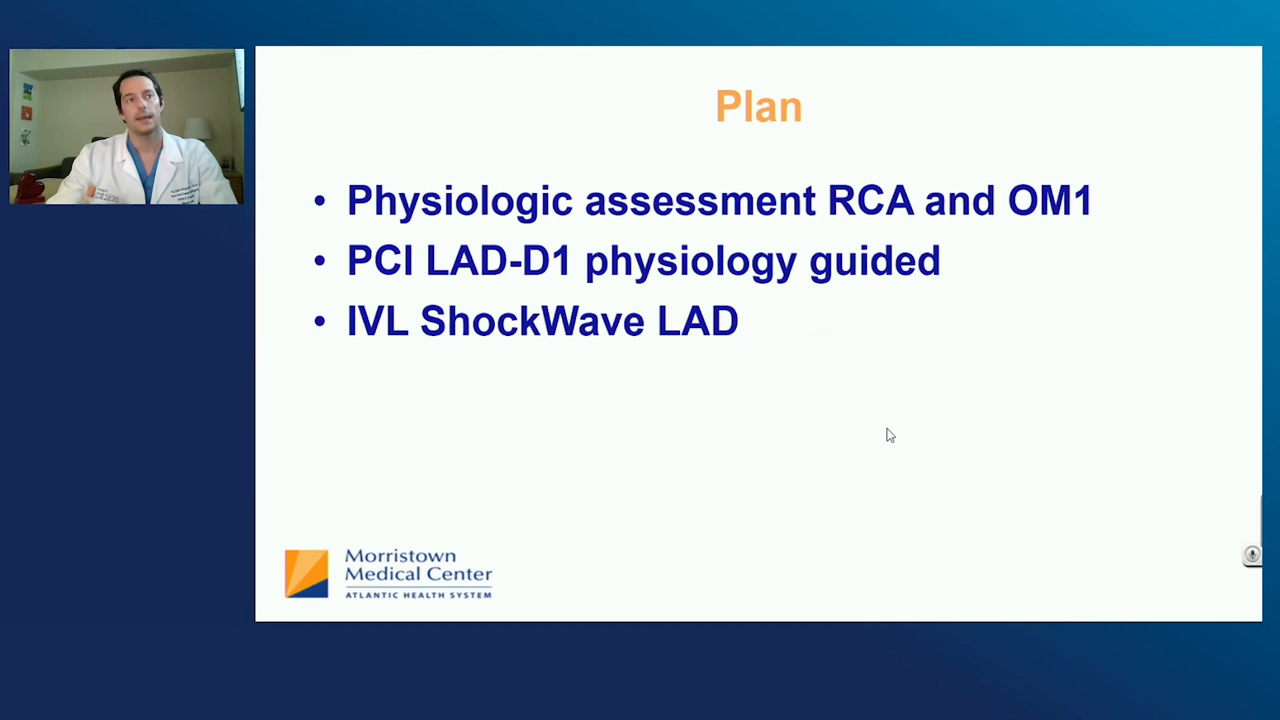 Plan
• Physiologic assessment RCA and OM1
• PCI LAD-D1 physiology guided
• IVL ShockWave LAD
Morristown
Medical Center
ATLANTIC HEALTH SYSTEM